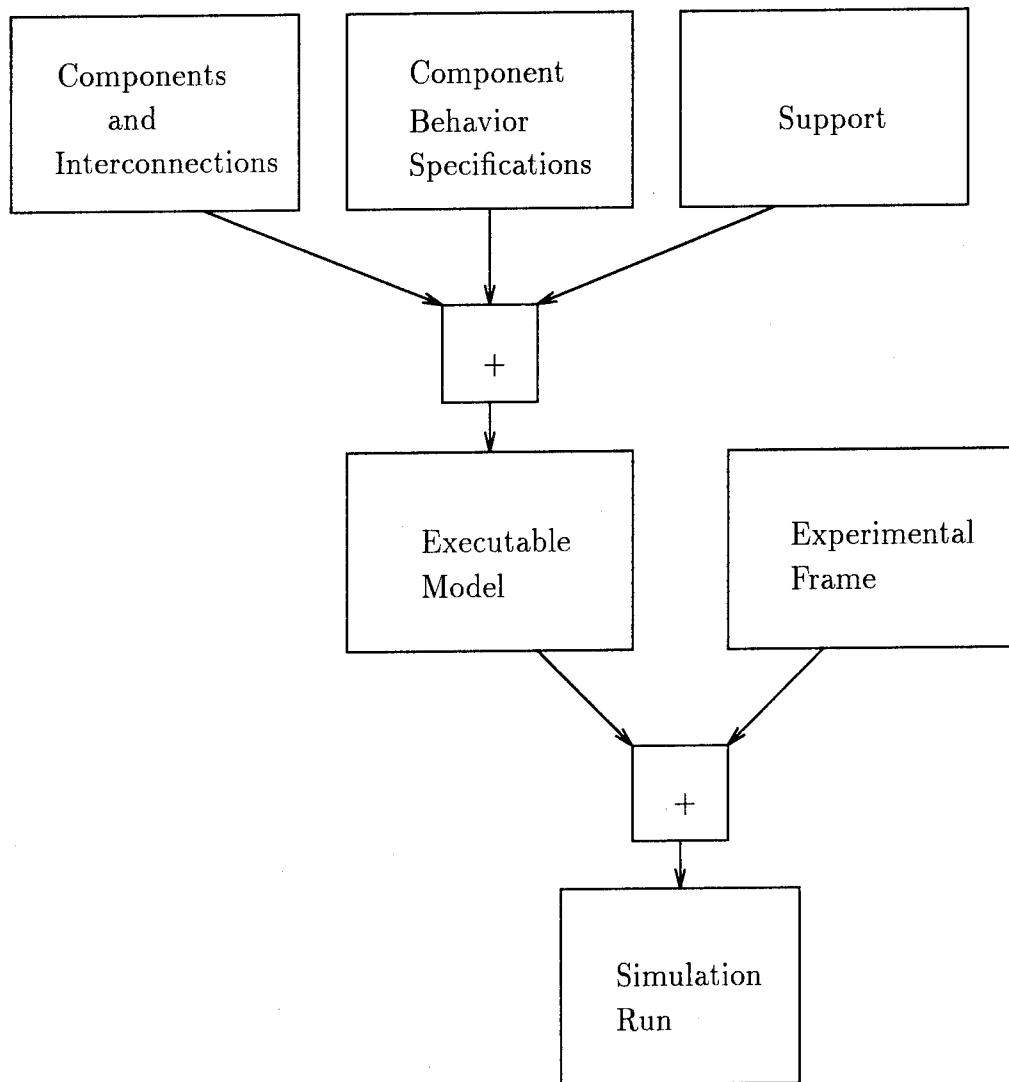 Components
and
Interconnections
Component
Behavior
Specifications
Support
+
Executable
Model
Experimental
Frame
+
Simulation
Run